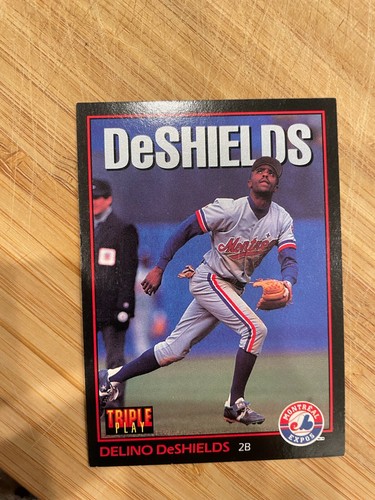 DeSHIELDS
Montreal
TRIPLE
PLAY
MONTREAL
EXPOS
DELINO DeSHIELDS 2B